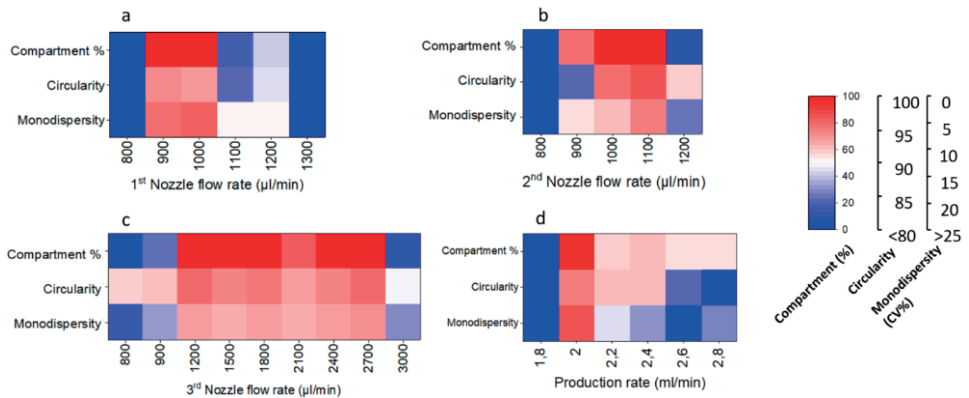 a
Compartment %
Circularity
Monodispersity
800 900 1000 1100 1200 1300
1st Nozzle flow rate (µl/min)
b
Compartment %
Circularity
Monodispersity
800 900 1000 1100 1200
2nd Nozzle flow rate (µl/min)
c
Compartment %
Circularity
Monodispersity
800 900 1200 1500 1800 2100 2400 2700 3000
3rd Nozzle flow rate (µl/min)
d
Compartment %
Circularity
Monodispersity
1,8 2 2,2 2,4 2,6 2,8
Production rate (ml/min)
100
80
60
40
20
0
Compartment (%)
100
95
90
85
<80
Circularity
0
5
10
15
20
>25
Monodispersity
(CV%)